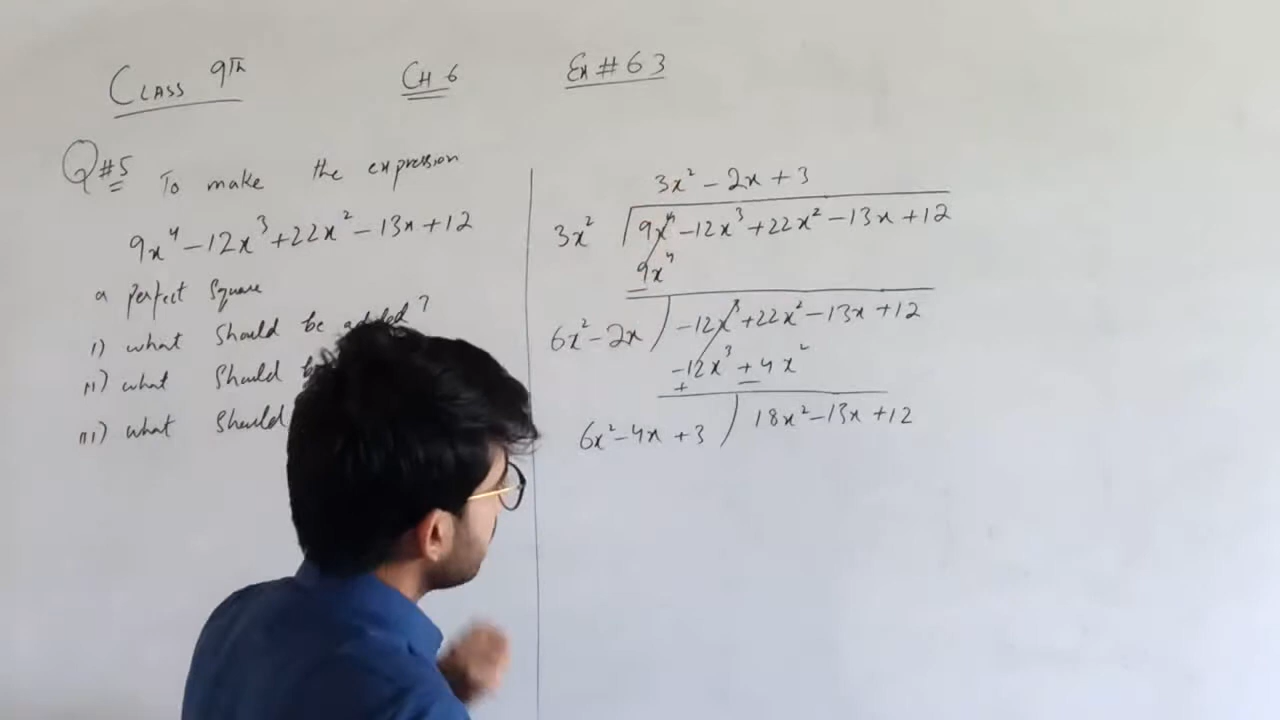 CLASS 9TH CH 6 Ex # 63
Q#5 To make the expression
9x⁴ - 12x³ + 22x² - 13x + 12
a perfect square
i) what should be added?
ii) what should
iii) what should
3x² - 2x + 3
3x² 9x⁴ - 12x³ + 22x² - 13x + 12
9x⁴
-
6x² - 2x ) -12x³ + 22x² - 13x + 12
-12x³ + 4x²
+ -
6x² - 4x + 3 ) 18x² - 13x + 12